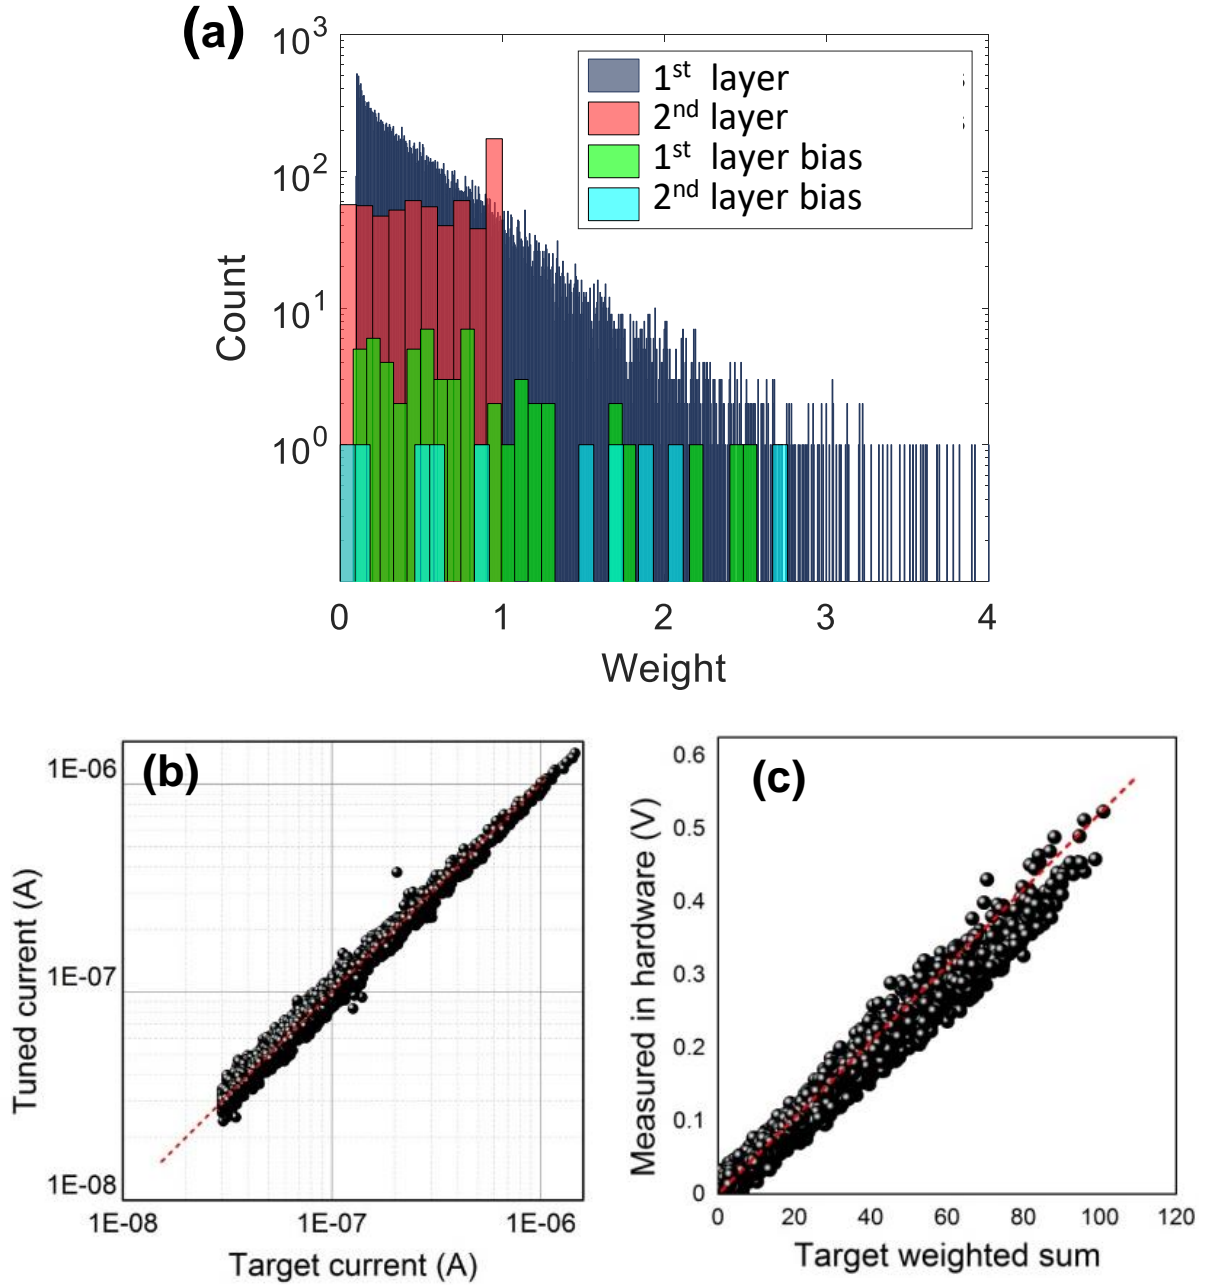 (a)
10³
10²
10¹
10⁰
Count
1ˢᵗ layer
2ⁿᵈ layer
1ˢᵗ layer bias
2ⁿᵈ layer bias
0 1 2 3 4
Weight
(b)
1E-06
1E-07
1E-08
Tuned current (A)
1E-08 1E-07 1E-06
Target current (A)
(c)
0.6
0.5
0.4
0.3
0.2
0.1
0
Measured in hardware (V)
0 20 40 60 80 100 120
Target weighted sum